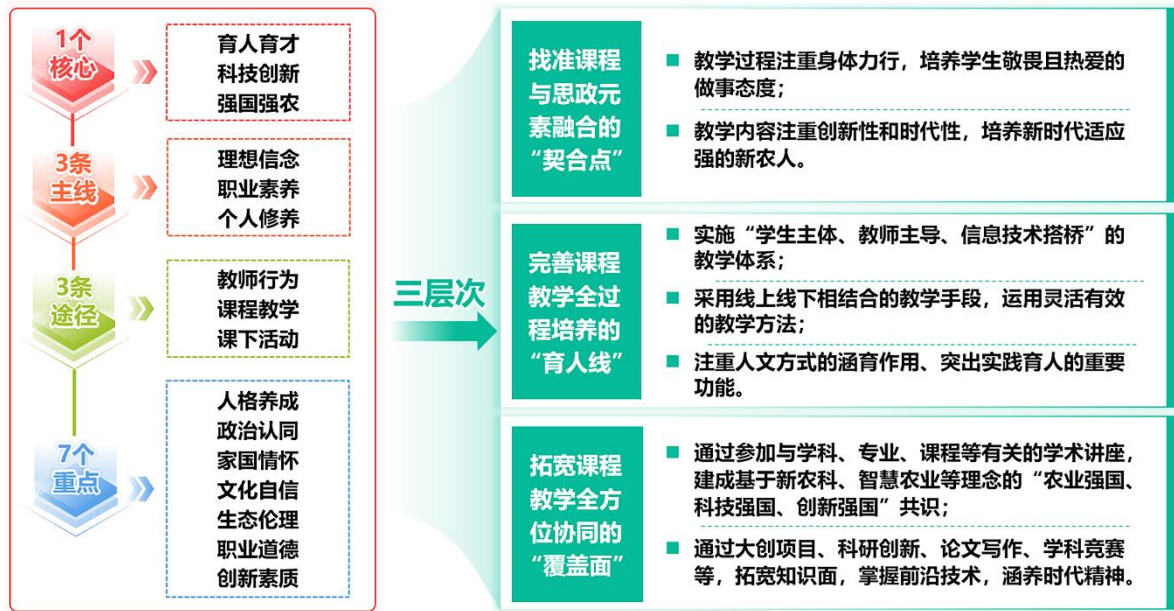 1个
核心
育人育才
科技创新
强国强农
3条
主线
理想信念
职业素养
个人修养
3条
途径
教师行为
课程教学
课下活动
7个
重点
人格养成
政治认同
家国情怀
文化自信
生态伦理
职业道德
创新素质
三层次
找准课程
与思政元
素融合的
“契合点”
教学过程注重身体力行，培养学生敬畏且热爱的
做事态度；
教学内容注重创新性和时代性，培养新时代适应
强的新农人。
完善课程
教学全过
程培养的
“育人线”
实施“学生主体、教师主导、信息技术搭桥”的
教学体系；
采用线上线下相结合的教学手段，运用灵活有效
的教学方法；
注重人文方式的涵育作用、突出实践育人的重要
功能。
拓宽课程
教学全方
位协同的
“覆盖面”
通过参加与学科、专业、课程等有关的学术讲座，
建成基于新农科、智慧农业等理念的“农业强国、
科技强国、创新强国”共识；
通过大创项目、科研创新、论文写作、学科竞赛
等，拓宽知识面，掌握前沿技术，涵养时代精神。